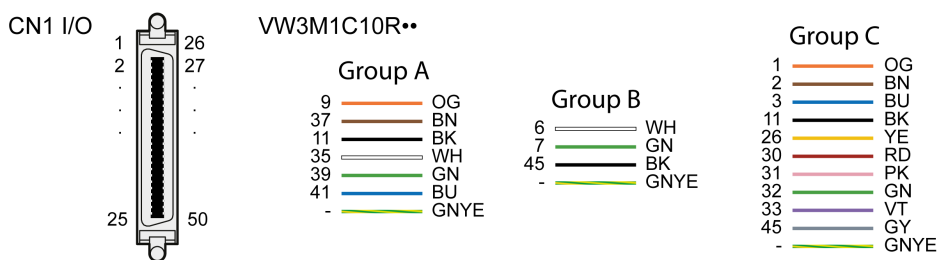 CN1 I/O
VW3M1C10R••
1 26
2 27
. .
. .
. .
25 50
Group A
9 OG
37 BN
11 BK
35 WH
39 GN
41 BU
- GNYE
Group B
6 WH
7 GN
45 BK
- GNYE
Group C
1 OG
2 BN
3 BU
11 BK
26 YE
30 RD
31 PK
32 GN
33 VT
45 GY
- GNYE